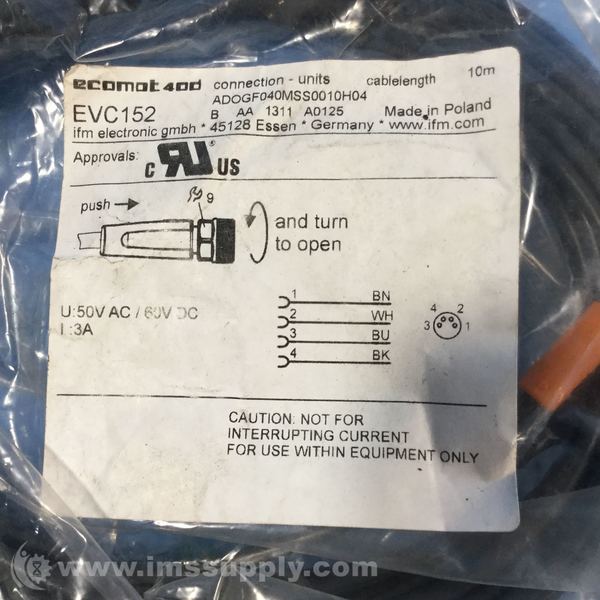 ecomat 400 connection - units cablelength 10m
ADOGF040MSS0010H04
EVC152 B AA 1311 A0125 Made in Poland
ifm electronic gmbh * 45128 Essen * Germany * www.ifm.com
Approvals: c RU ® US
push → 9
and turn
to open
U:50V AC / 60V DC
I :3A
1 BN
2 WH
3 BU
4 BK
4 2
3 1
CAUTION: NOT FOR
INTERRUPTING CURRENT
FOR USE WITHIN EQUIPMENT ONLY
www.imssupply.com